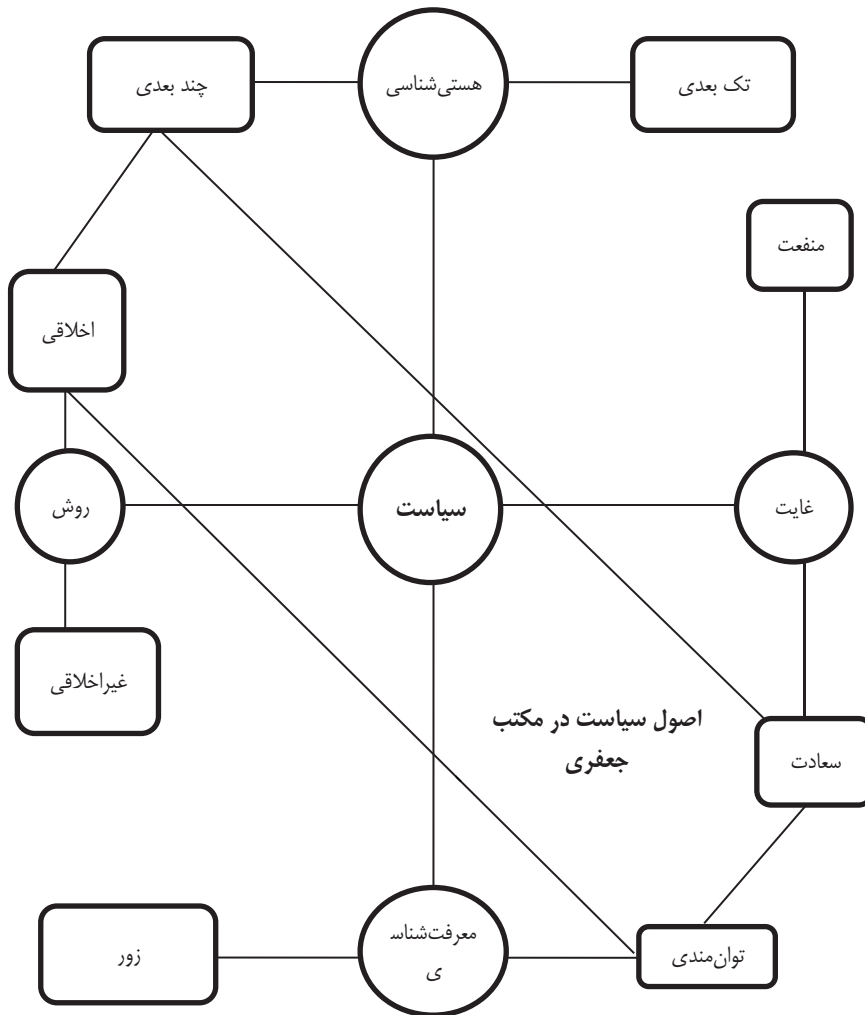 تک بعدی
هستی‌شناسی
چند بعدی
منفعت
اخلاقی
غایت
سیاست
روش
غیراخلاقی
اصول سیاست در مکتب
جعفری
سعادت
توان‌مندی
معرفت‌شناس
ی
زور